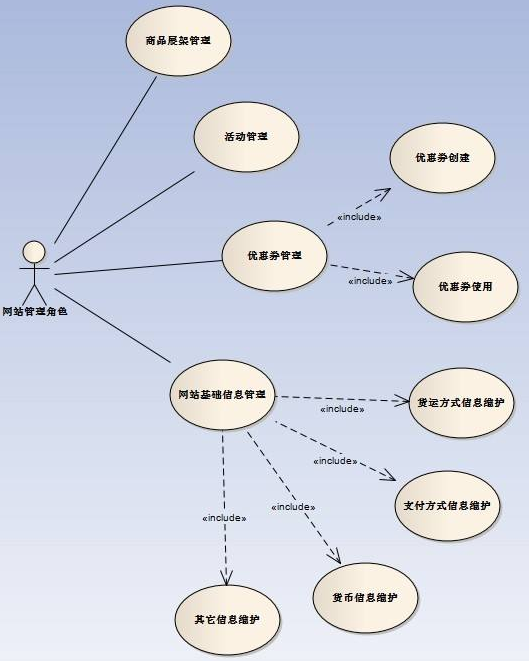 商品展架管理
活动管理
优惠券创建
«include»
优惠券管理
«include»
优惠券使用
网站管理角色
网站基础信息管理
«include»
货运方式信息维护
«include»
支付方式信息维护
«include»
«include»
货币信息维护
其它信息维护